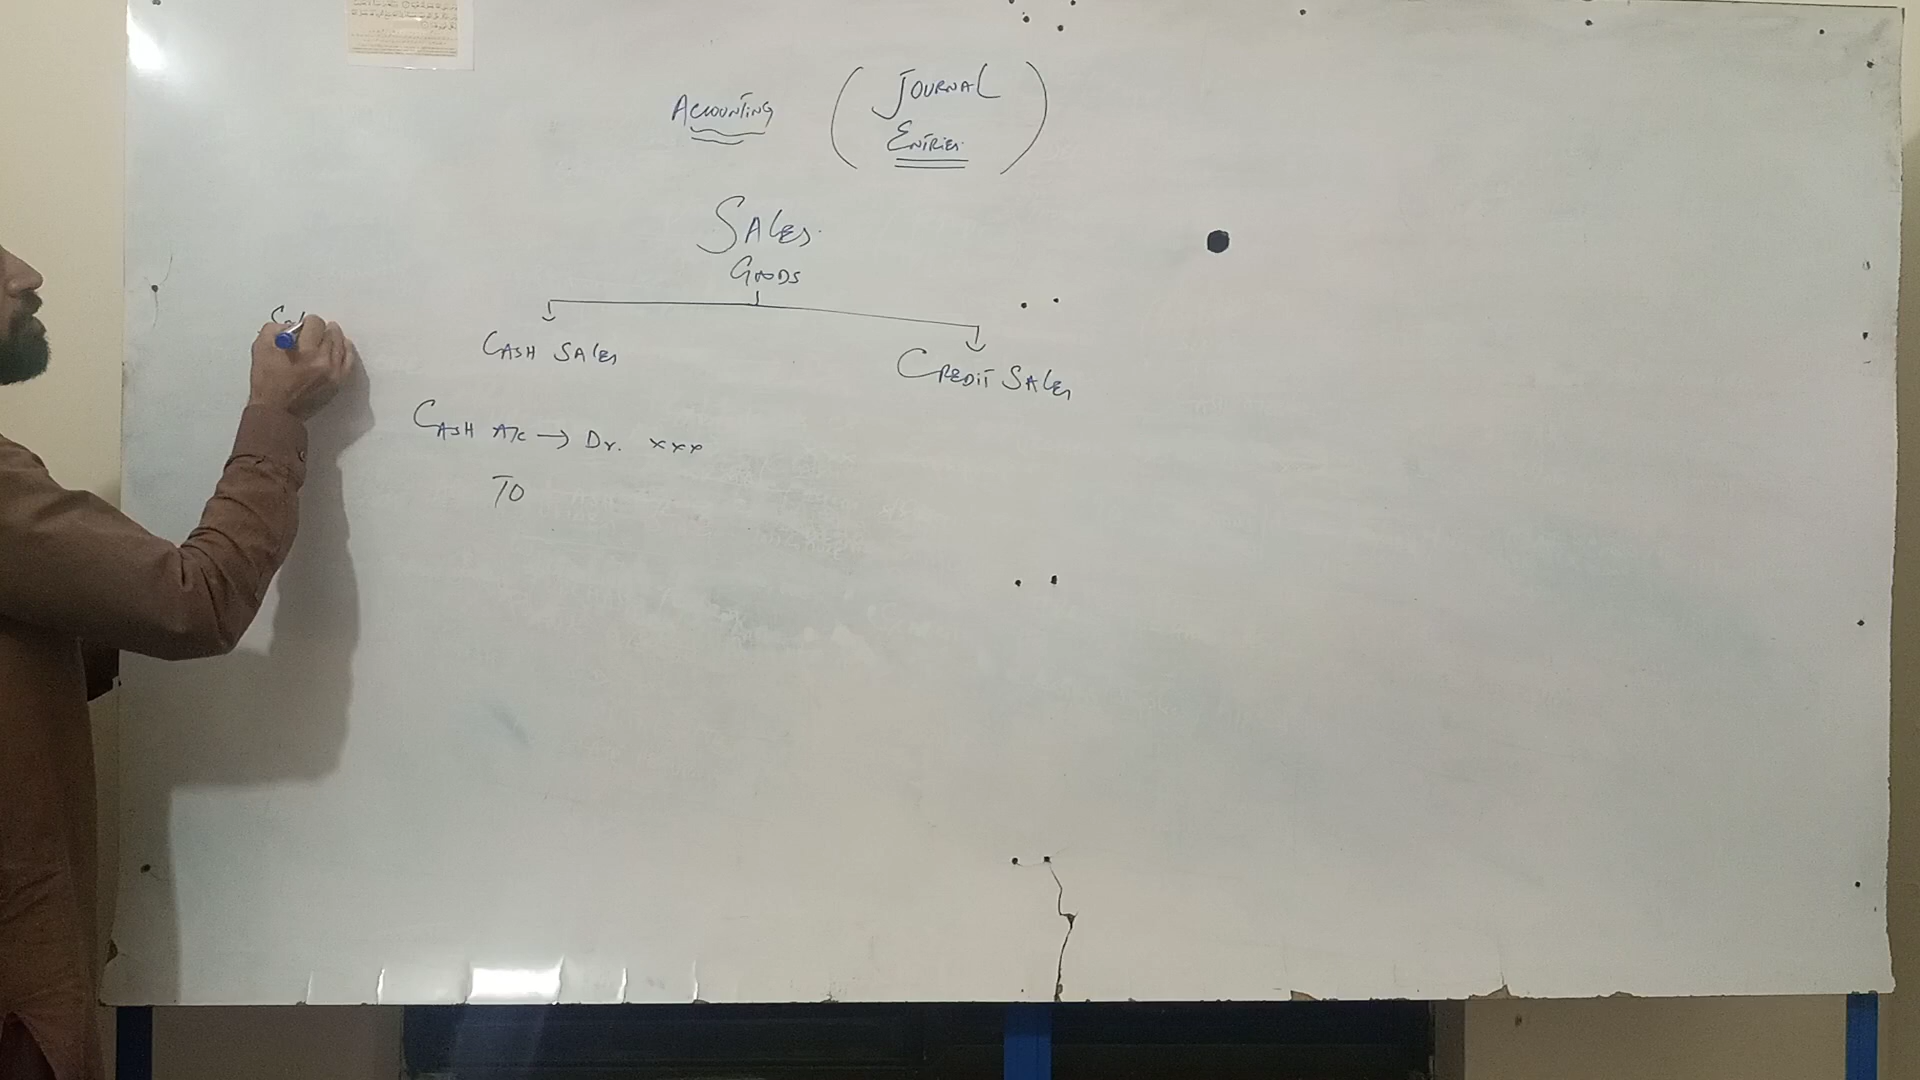 ACCOUNTING
( JOURNAL
ENTRIES )
SALES
GOODS
CASH SALES
CREDIT SALES
CASH A/C → Dr. xxx
TO